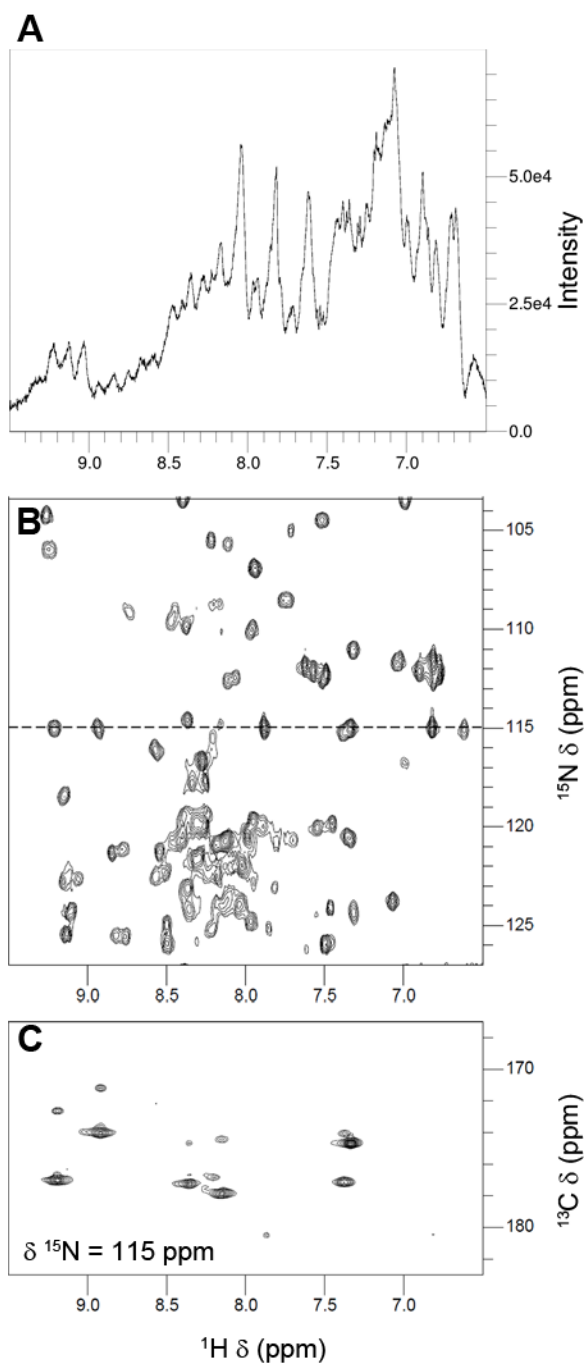 A
5.0e4
2.5e4
0.0
Intensity
9.0 8.5 8.0 7.5 7.0
B
105
110
115
120
125
¹⁵N δ (ppm)
9.0 8.5 8.0 7.5 7.0
C
170
180
¹³C δ (ppm)
δ ¹⁵N = 115 ppm
9.0 8.5 8.0 7.5 7.0
¹H δ (ppm)